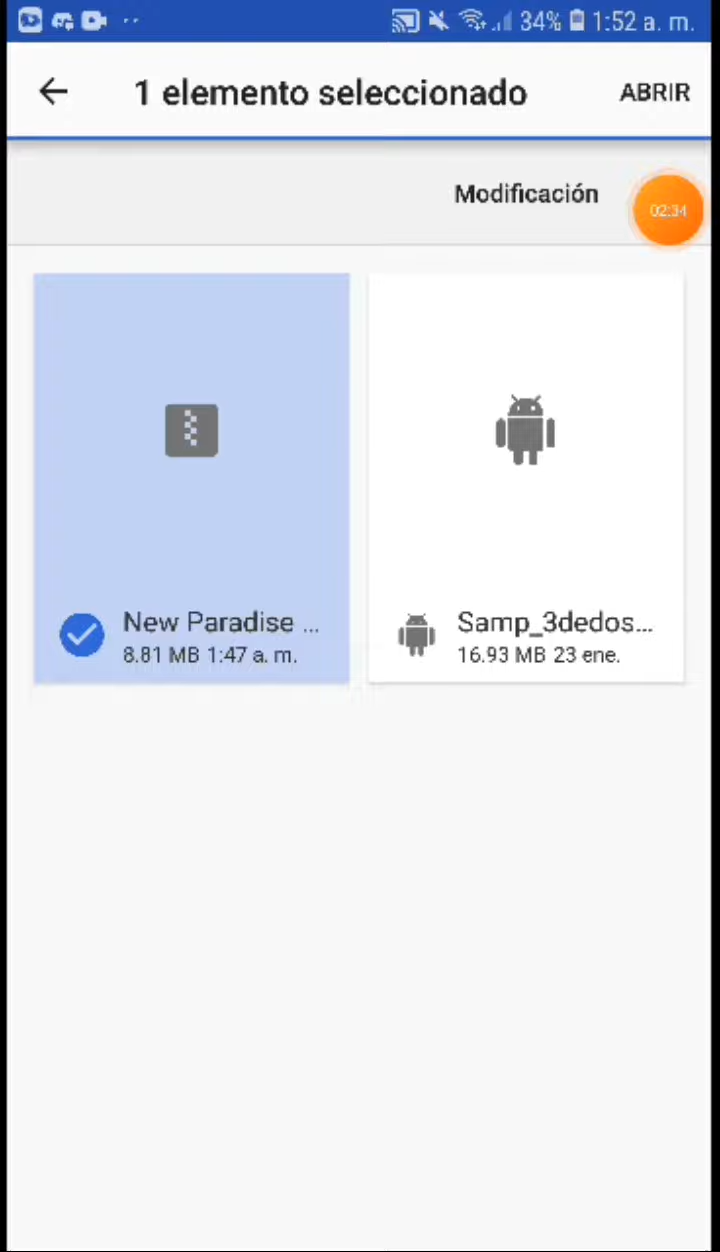 34% 1:52 a. m.
1 elemento seleccionado
ABRIR
Modificación
02:34
New Paradise ...
8.81 MB 1:47 a. m.
Samp_3dedos...
16.93 MB 23 ene.